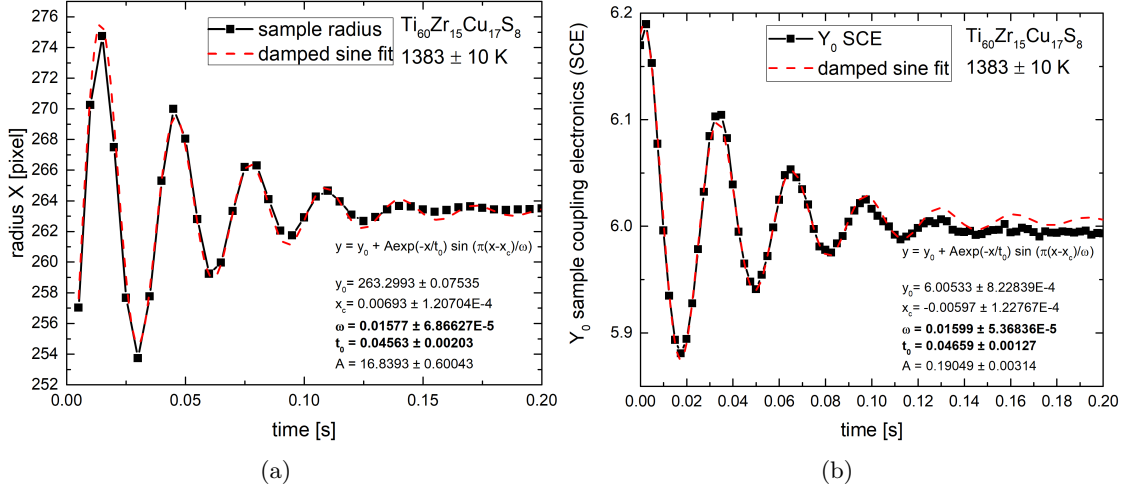 sample radius
damped sine fit
Ti60Zr15Cu17S8
1383 ± 10 K
radius X [pixel]
276
274
272
270
268
266
264
262
260
258
256
254
252
y = y0 + Aexp(-x/t0) sin (π(x-xc)/ω)
y0= 263.2993 ± 0.07535
xc= 0.00693 ± 1.20704E-4
ω = 0.01577 ± 6.86627E-5
t0 = 0.04563 ± 0.00203
A = 16.8393 ± 0.60043
0.00 0.05 0.10 0.15 0.20
time [s]
(a)
Y0 SCE
damped sine fit
Ti60Zr15Cu17S8
1383 ± 10 K
Y0 sample coupling electronics (SCE)
6.2
6.1
6.0
5.9
y = y0 + Aexp(-x/t0) sin (π(x-xc)/ω)
y0= 6.00533 ± 8.22839E-4
xc= -0.00597 ± 1.22767E-4
ω = 0.01599 ± 5.36836E-5
t0 = 0.04659 ± 0.00127
A = 0.19049 ± 0.00314
0.00 0.02 0.04 0.06 0.08 0.10 0.12 0.14 0.16 0.18 0.20
time [s]
(b)